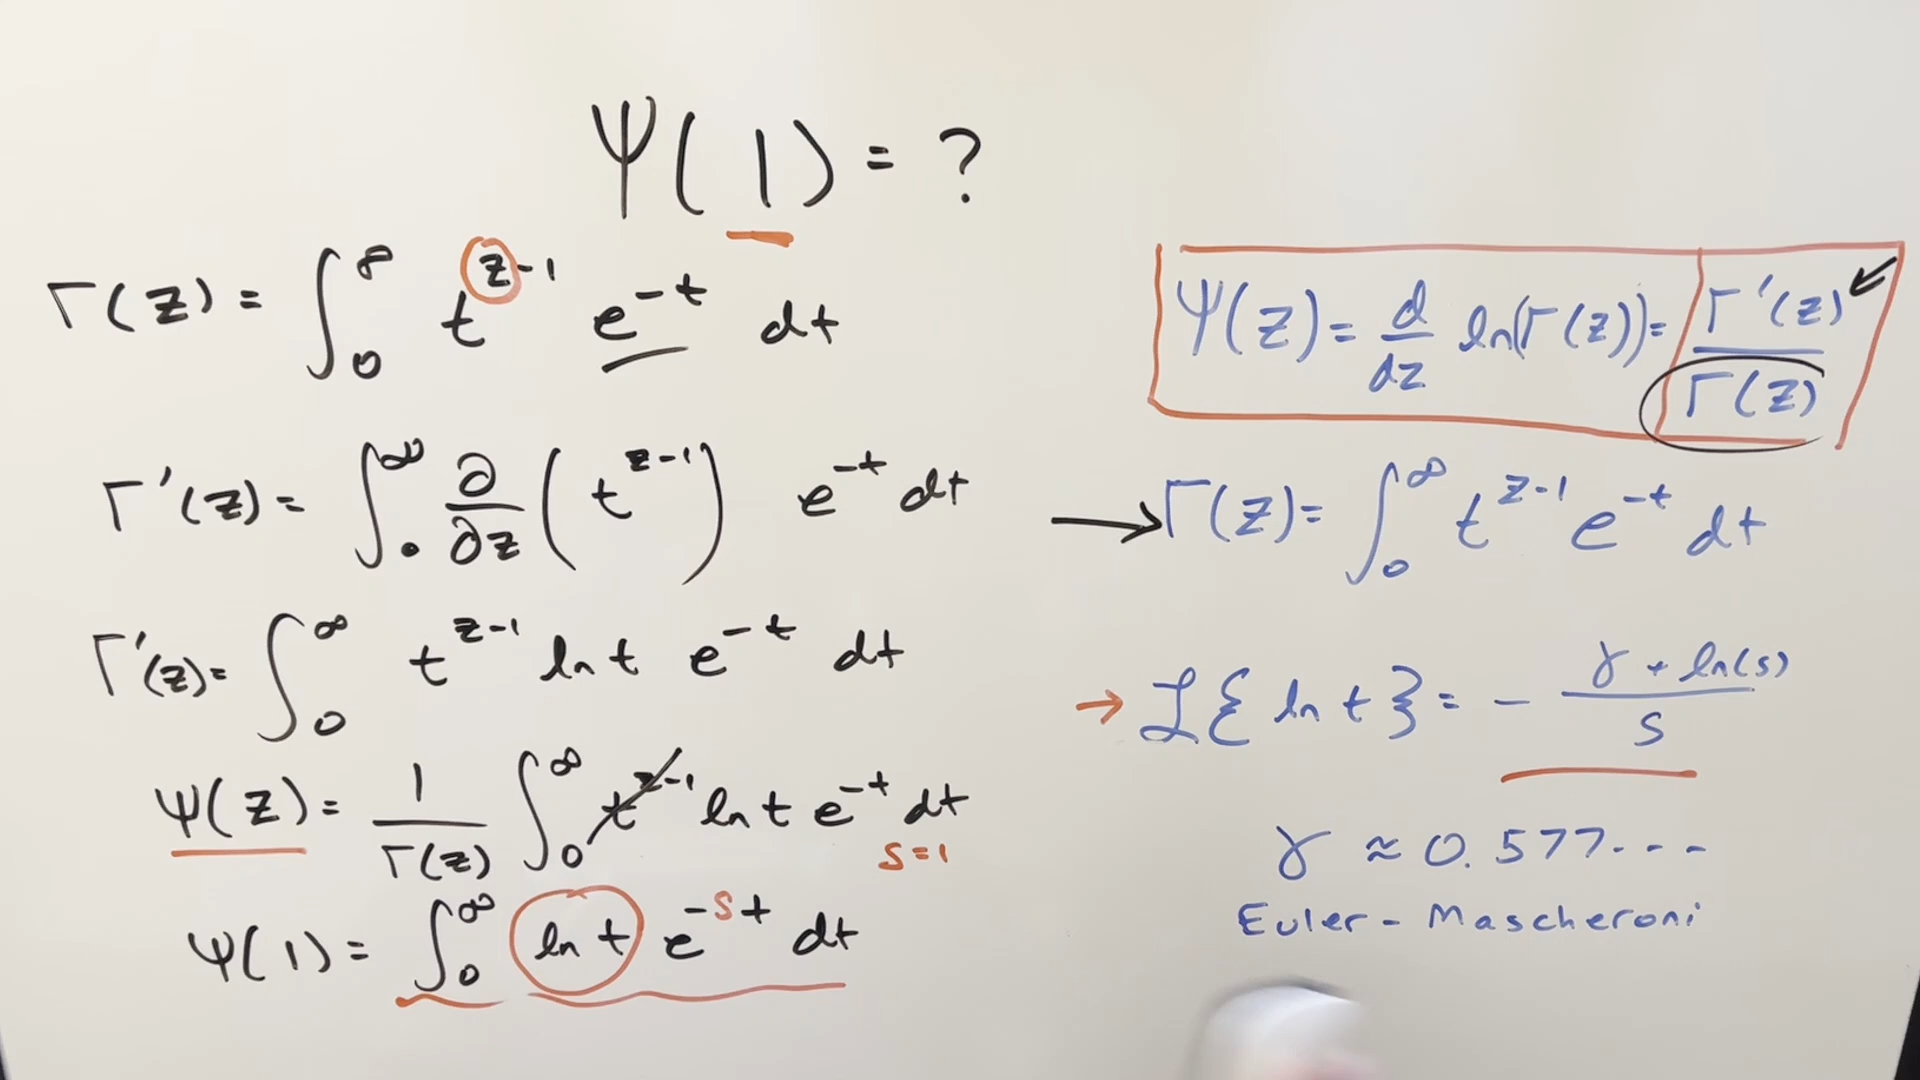 Ψ(1) = ?
Γ(z) = ∫₀^∞ t^(z-1) e^(-t) dt
Γ'(z) = ∫₀^∞ ∂/∂z (t^(z-1)) e^(-t) dt
Γ'(z) = ∫₀^∞ t^(z-1) ln t e^(-t) dt
Ψ(z) = 1/Γ(z) ∫₀^∞ t^(z-1) ln t e^(-t) dt
s=1
Ψ(1) = ∫₀^∞ ln t e^(-st) dt
Ψ(z) = d/dz ln(Γ(z)) = Γ'(z)/Γ(z)
→ Γ(z) = ∫₀^∞ t^(z-1) e^(-t) dt
→ ℒ{ln t} = - (γ + ln(s))/s
γ ≈ 0.577...
Euler-Mascheroni